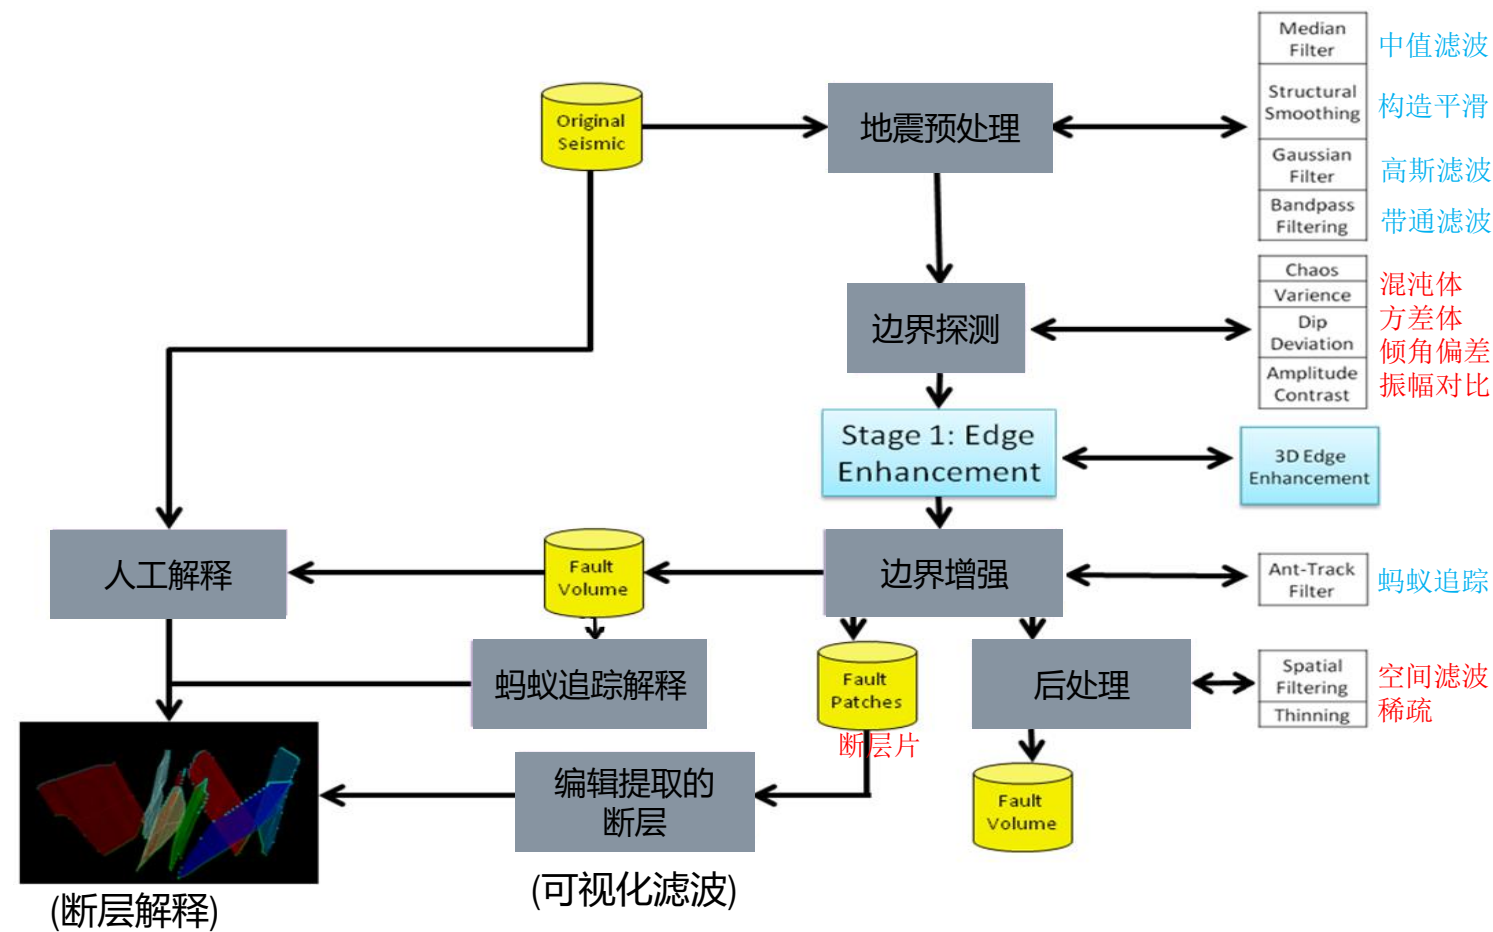 Median
Filter
中值滤波
Structural
Smoothing
构造平滑
Original
Seismic
地震预处理
Gaussian
Filter
高斯滤波
Bandpass
Filtering
带通滤波
Chaos
混沌体
Varience
方差体
边界探测
Dip
Deviation
倾角偏差
Amplitude
Contrast
振幅对比
Stage 1: Edge
Enhancement
3D Edge
Enhancement
人工解释
Fault
Volume
边界增强
Ant-Track
Filter
蚂蚁追踪
蚂蚁追踪解释
Fault
Patches
断层片
后处理
Spatial
Filtering
空间滤波
Thinning
稀疏
编辑提取的
断层
Fault
Volume
(可视化滤波)
(断层解释)